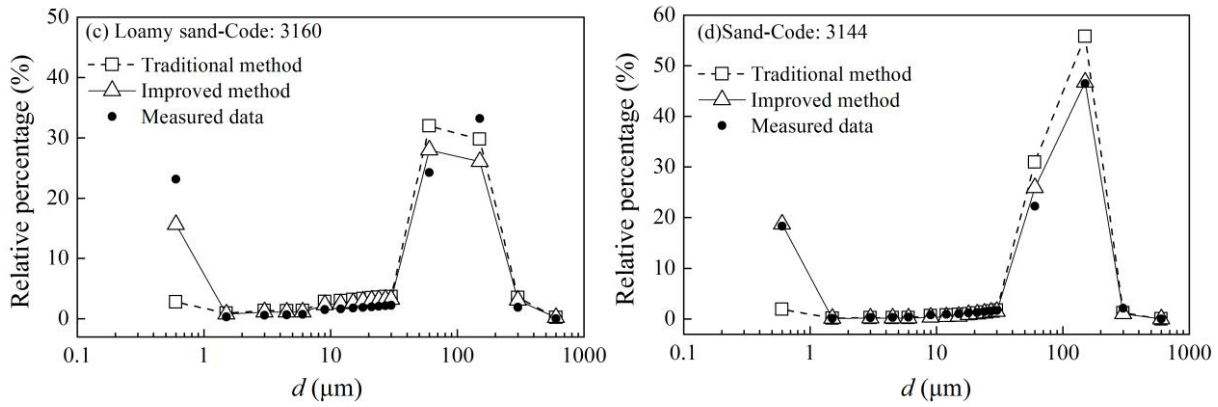 (c) Loamy sand-Code: 3160
Traditional method
Improved method
Measured data
Relative percentage (%)
50
40
30
20
10
0
0.1
1
10
100
1000
d (μm)
(d)Sand-Code: 3144
Traditional method
Improved method
Measured data
Relative percentage (%)
60
50
40
30
20
10
0
0.1
1
10
100
1000
d (μm)